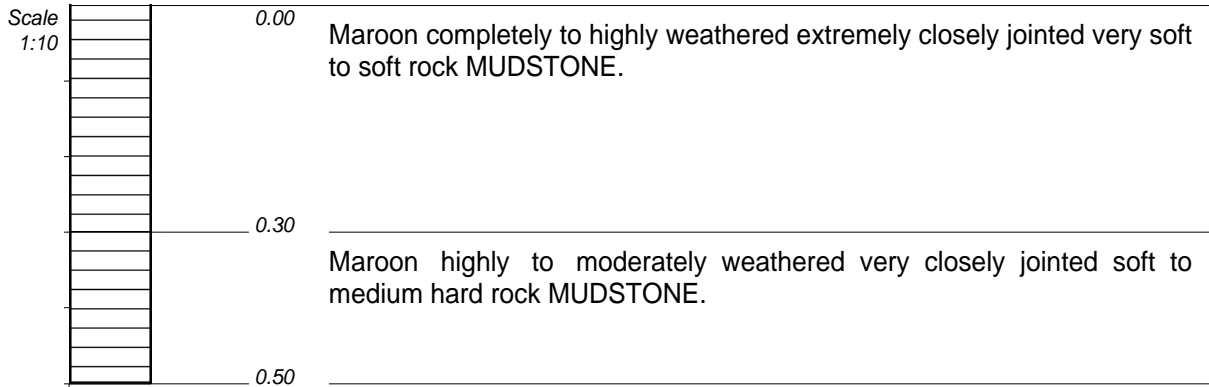 Scale
1:10
0.00
Maroon completely to highly weathered extremely closely jointed very soft
to soft rock MUDSTONE.
0.30
Maroon highly to moderately weathered very closely jointed soft to
medium hard rock MUDSTONE.
0.50